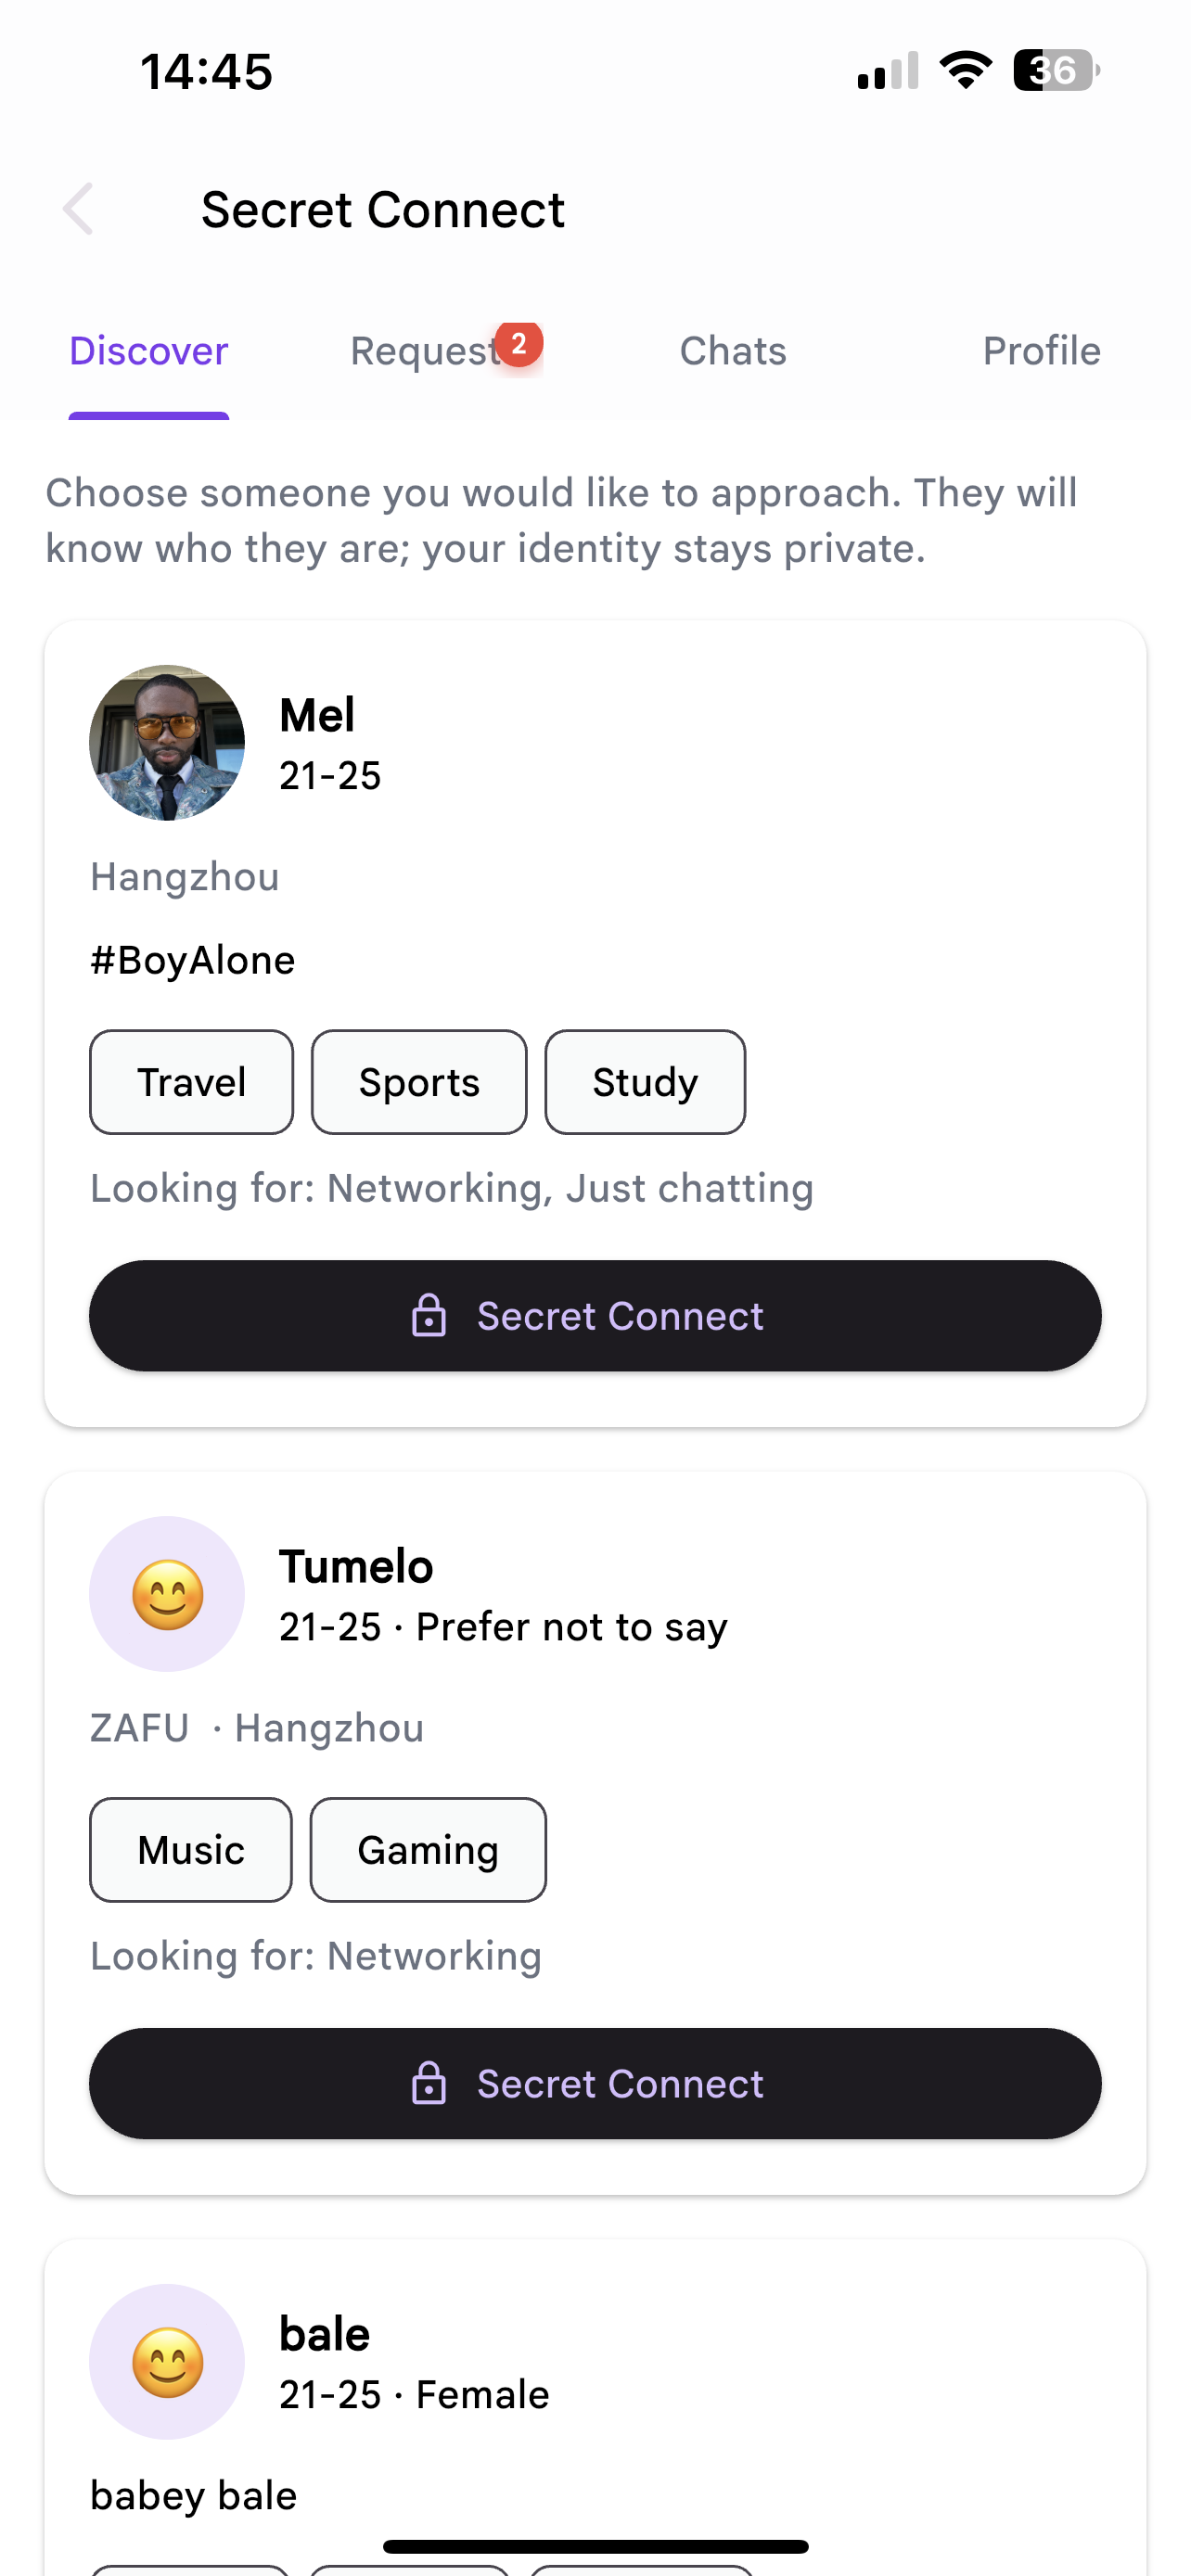 14:45
36
Secret Connect
Discover
Request
2
Chats
Profile
Choose someone you would like to approach. They will
know who they are; your identity stays private.
Mel
21-25
Hangzhou
#BoyAlone
Travel
Sports
Study
Looking for: Networking, Just chatting
Secret Connect
Tumelo
21-25 · Prefer not to say
ZAFU · Hangzhou
Music
Gaming
Looking for: Networking
Secret Connect
bale
21-25 · Female
babey bale